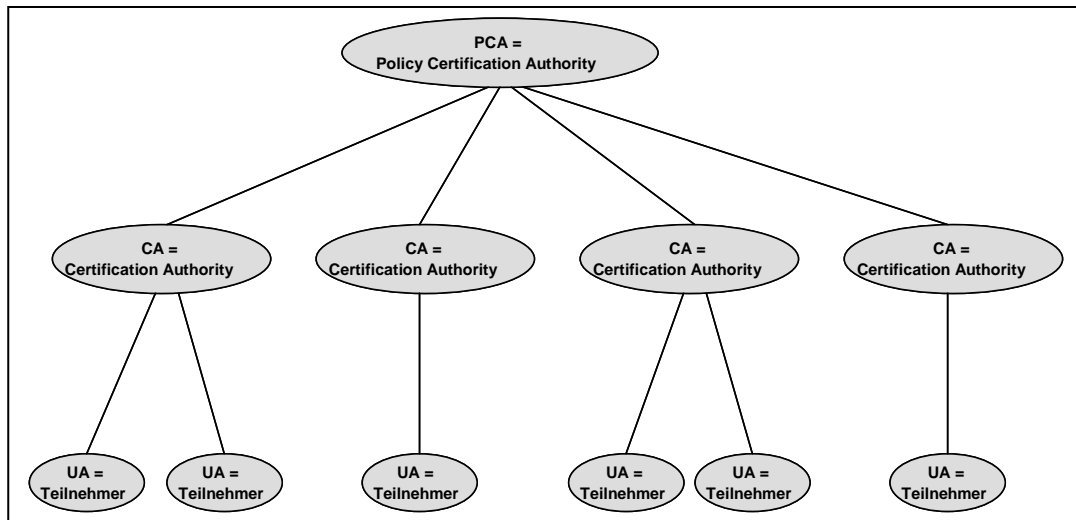 PCA =
Policy Certification Authority
CA =
Certification Authority
CA =
Certification Authority
CA =
Certification Authority
CA =
Certification Authority
UA =
Teilnehmer
UA =
Teilnehmer
UA =
Teilnehmer
UA =
Teilnehmer
UA =
Teilnehmer
UA =
Teilnehmer